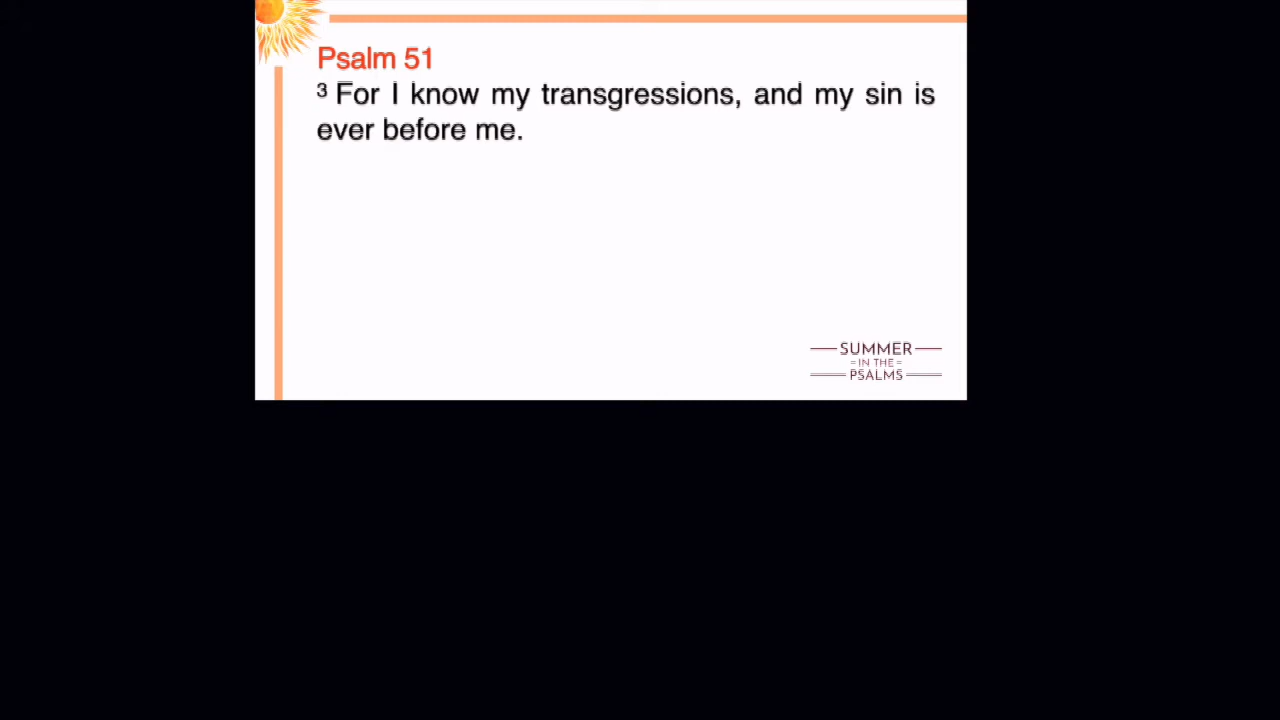 Psalm 51
3 For I know my transgressions, and my sin is
ever before me.
SUMMER
IN THE
PSALMS